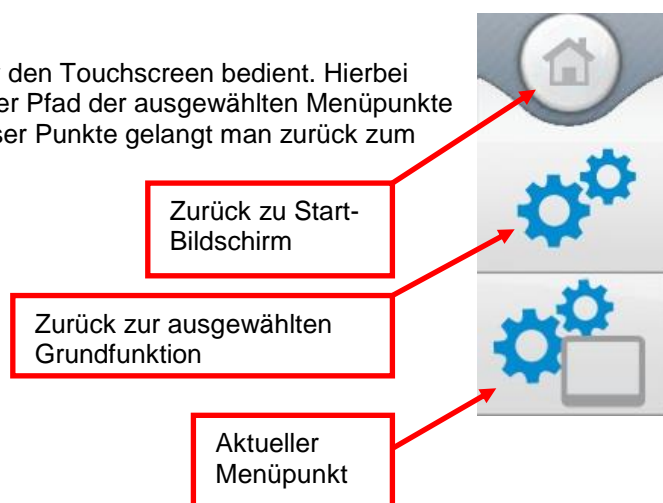 den Touchscreen bedient. Hierbei
er Pfad der ausgewählten Menüpunkte
ser Punkte gelangt man zurück zum
Zurück zu Start-
Bildschirm
Zurück zur ausgewählten
Grundfunktion
Aktueller
Menüpunkt